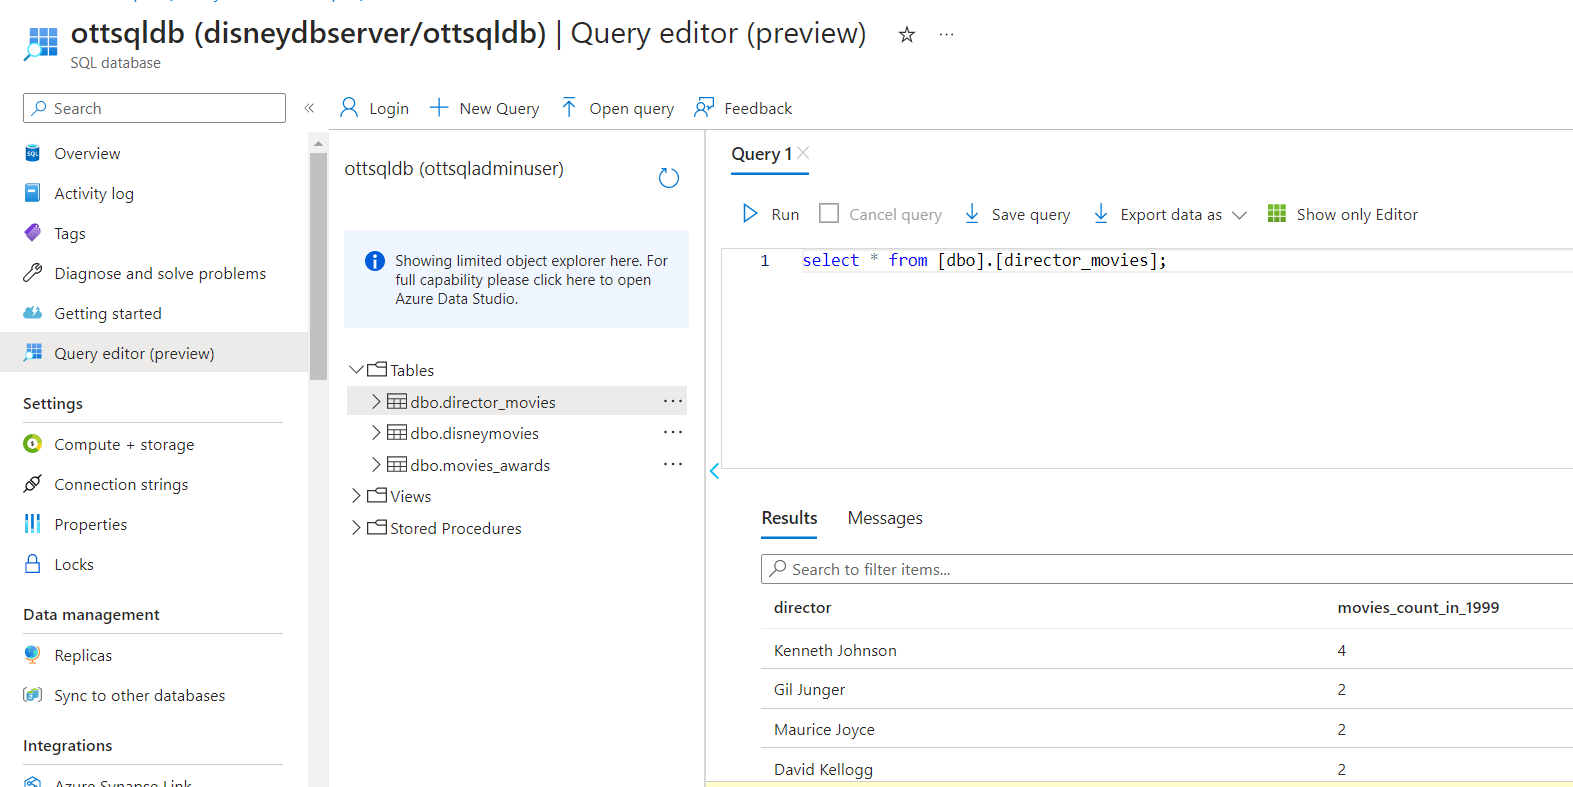 ottsqldb (disneydbserver/ottsqldb) | Query editor (preview) ☆ ...
SQL database
Search
«
Login
New Query
Open query
Feedback
Overview
Activity log
Tags
Diagnose and solve problems
Getting started
Query editor (preview)
Settings
Compute + storage
Connection strings
Properties
Locks
Data management
Replicas
Sync to other databases
Integrations
Azure Synapse Link
ottsqldb (ottsqladminuser)
Showing limited object explorer here. For
full capability please click here to open
Azure Data Studio.
Tables
dbo.director_movies ...
dbo.disneymovies ...
dbo.movies_awards ...
Views
Stored Procedures
Query 1
Run
Cancel query
Save query
Export data as
Show only Editor
1 select * from [dbo].[director_movies];
Results Messages
Search to filter items...
director movies_count_in_1999
Kenneth Johnson 4
Gil Junger 2
Maurice Joyce 2
David Kellogg 2